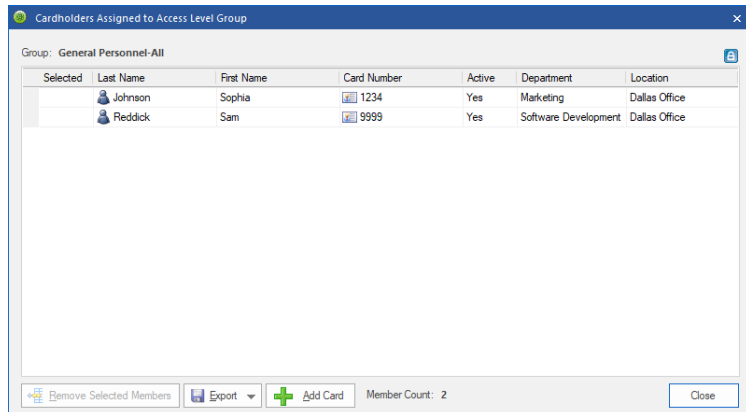 Cardholders Assigned to Access Level Group
Group: General Personnel-All
Selected Last Name First Name Card Number Active Department Location
Johnson Sophia 1234 Yes Marketing Dallas Office
Reddick Sam 9999 Yes Software Development Dallas Office
Remove Selected Members Export Add Card Member Count: 2 Close